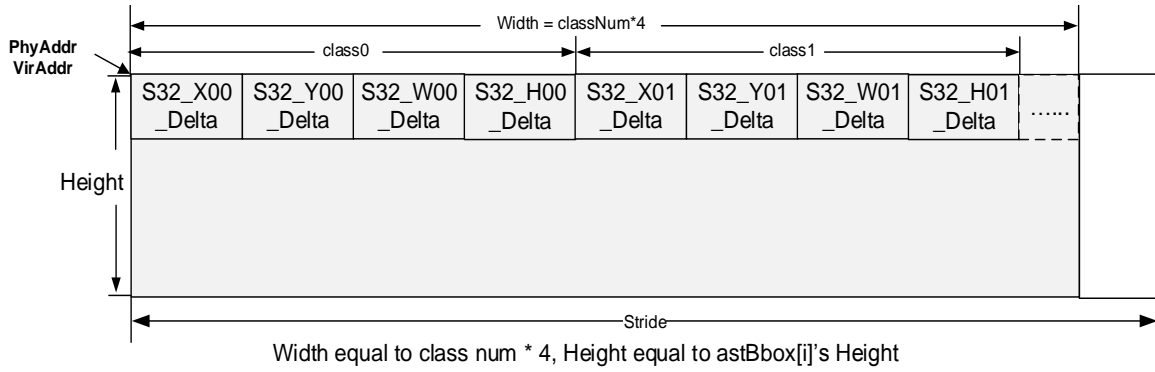 Width = classNum*4
PhyAddr
VirAddr
class0
class1
S32_X00
_Delta
S32_Y00
_Delta
S32_W00
_Delta
S32_H00
_Delta
S32_X01
_Delta
S32_Y01
_Delta
S32_W01
_Delta
S32_H01
_Delta
......
Height
Stride
Width equal to class num * 4, Height equal to astBbox[i]'s Height